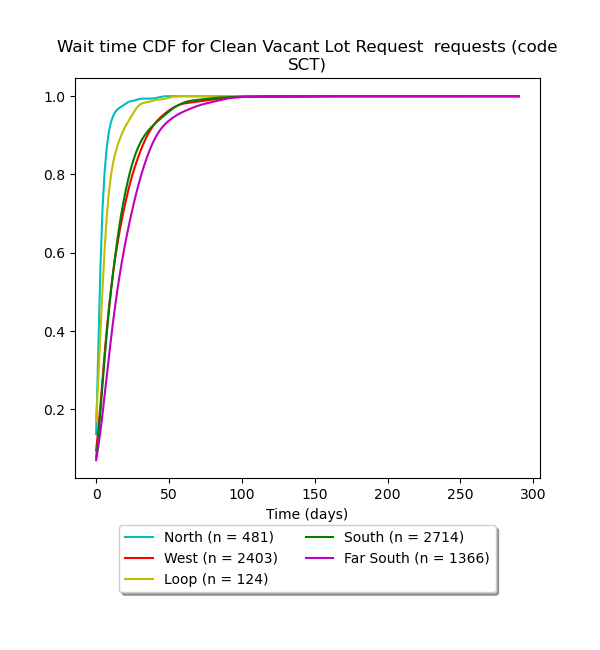 Wait time CDF for Clean Vacant Lot Request  requests (code
SCT)
1.0
0.8
0.6
0.4
0.2
0 50 100 150 200 250 300
Time (days)
North (n = 481)
West (n = 2403)
Loop (n = 124)
South (n = 2714)
Far South (n = 1366)